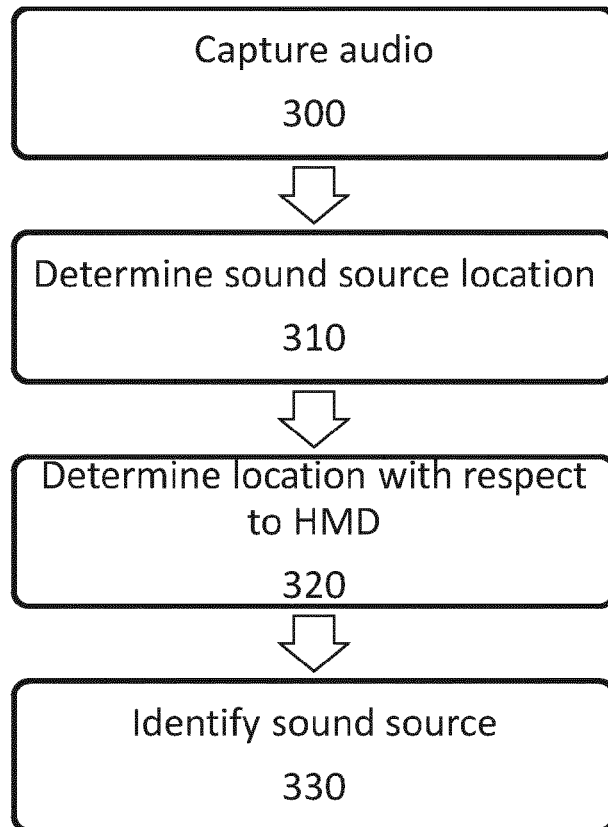 Capture audio
300
Determine sound source location
310
Determine location with respect
to HMD
320
Identify sound source
330